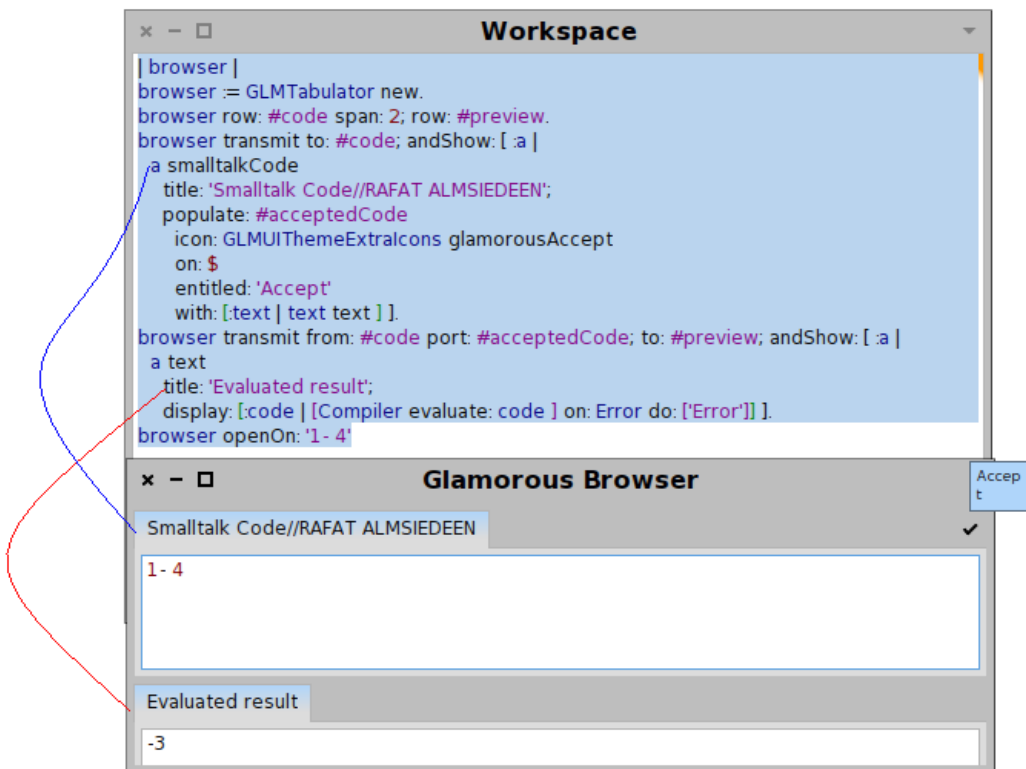 Workspace
| browser |
browser := GLMTabulator new.
browser row: #code span: 2; row: #preview.
browser transmit to: #code; andShow: [ :a |
a smalltalkCode
title: 'Smalltalk Code//RAFAT ALMSIEDEEN';
populate: #acceptedCode
icon: GLMUIThemeExtraIcons glamorousAccept
on: $
entitled: 'Accept'
with: [:text | text text ] ].
browser transmit from: #code port: #acceptedCode; to: #preview; andShow: [ :a |
a text
title: 'Evaluated result';
display: [:code | [Compiler evaluate: code ] on: Error do: ['Error']] ].
browser openOn: '1- 4'
Glamorous Browser
Accep
t
Smalltalk Code//RAFAT ALMSIEDEEN
1- 4
Evaluated result
-3